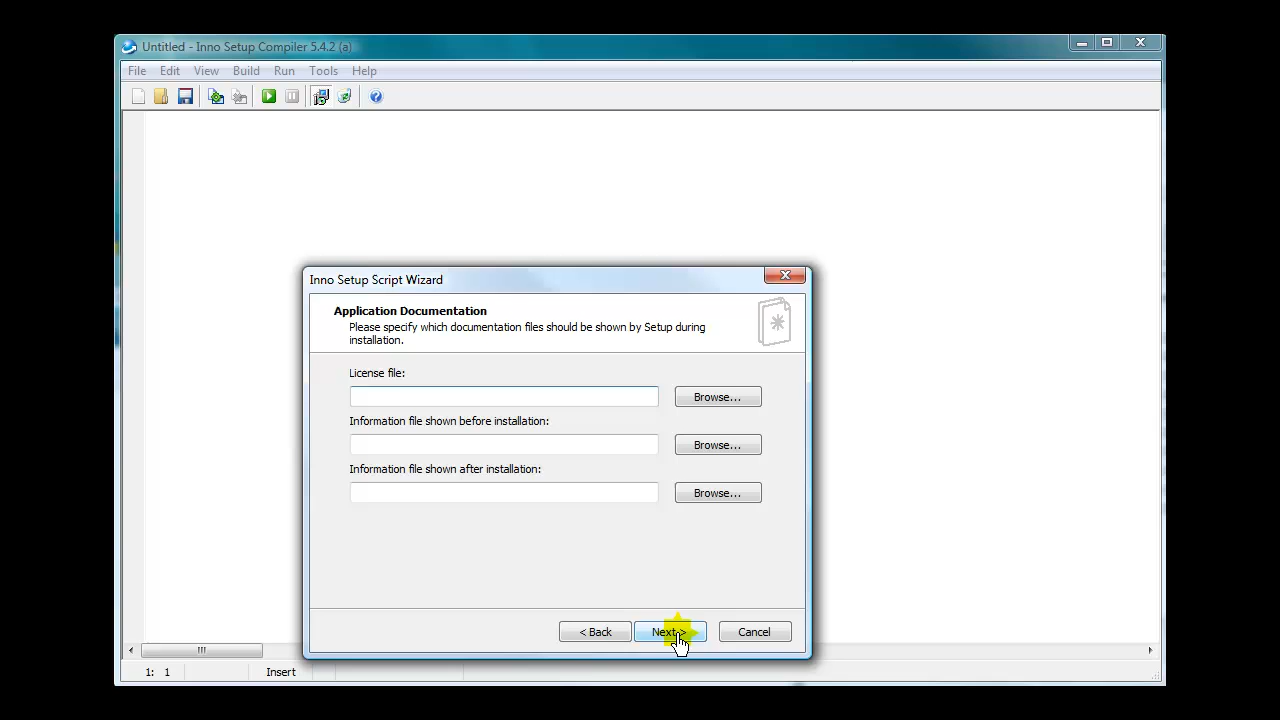 Untitled - Inno Setup Compiler 5.4.2 (a)
File Edit View Build Run Tools Help
Inno Setup Script Wizard
Application Documentation
Please specify which documentation files should be shown by Setup during
installation.
License file:
Browse...
Information file shown before installation:
Browse...
Information file shown after installation:
Browse...
< Back Next > Cancel
1: 1 Insert